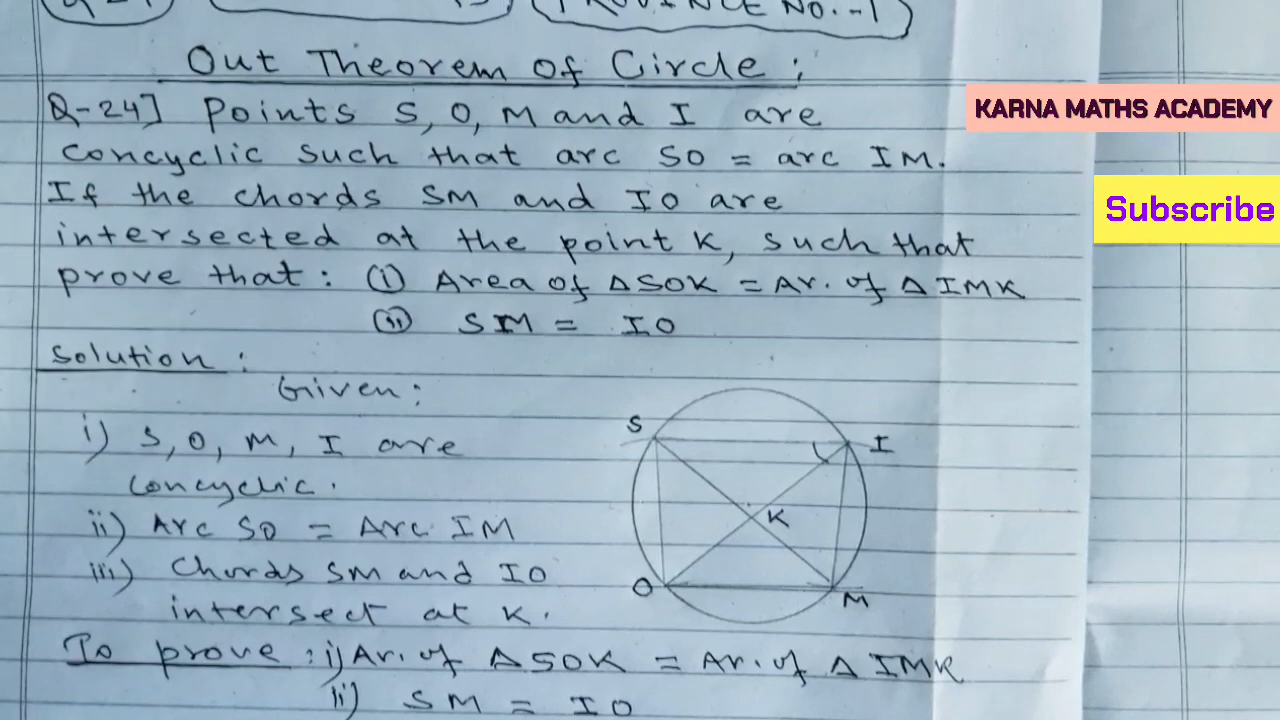 PROVINCE NO.-1
Out Theorem of Circle:
Q-24] Points S, O, M and I are
KARNA MATHS ACADEMY
concyclic such that arc SO = arc IM.
If the chords SM and IO are
Subscribe
intersected at the point K, such that
prove that: (i) Area of ΔSOK = Ar. of ΔIMK
(ii) SM = IO
Solution:
Given:
i) S, O, M, I are
concyclic.
ii) Arc SO = Arc IM
iii) Chords SM and IO
intersect at K.
S
I
K
O
M
To prove: i) Ar. of ΔSOK = Ar. of ΔIMK
ii) SM = IO